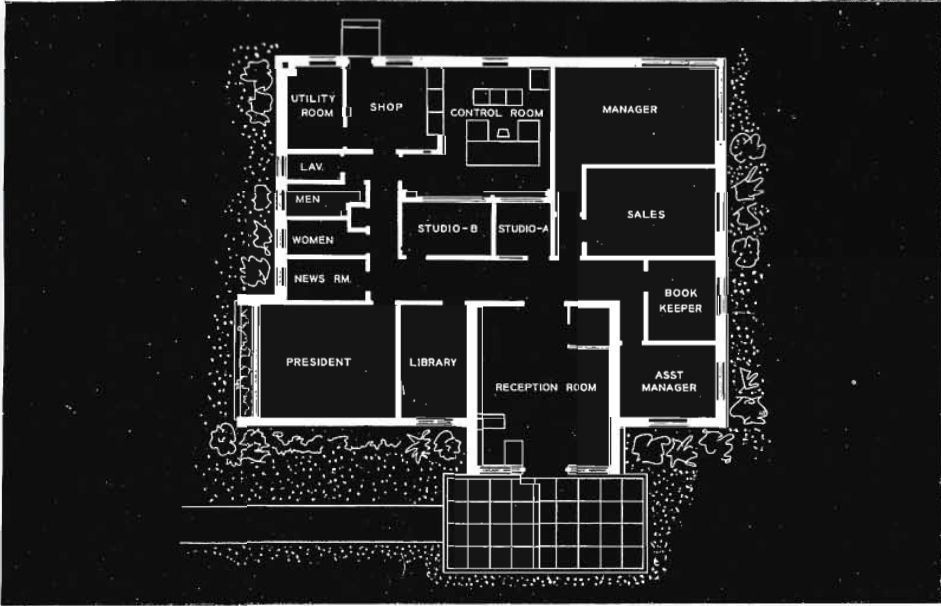 UTILITY
ROOM
SHOP
CONTROL ROOM
MANAGER
LAV.
MEN
WOMEN
NEWS RM.
STUDIO-B
STUDIO-A
SALES
BOOK
KEEPER
PRESIDENT
LIBRARY
RECEPTION ROOM
ASST
MANAGER